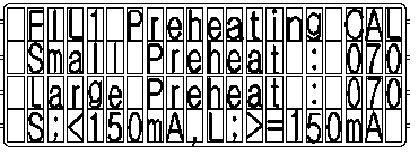 FIL1 Preheating CAL
Small Preheat : 070
Large Preheat : 070
S:<150mA,L:>=150mA